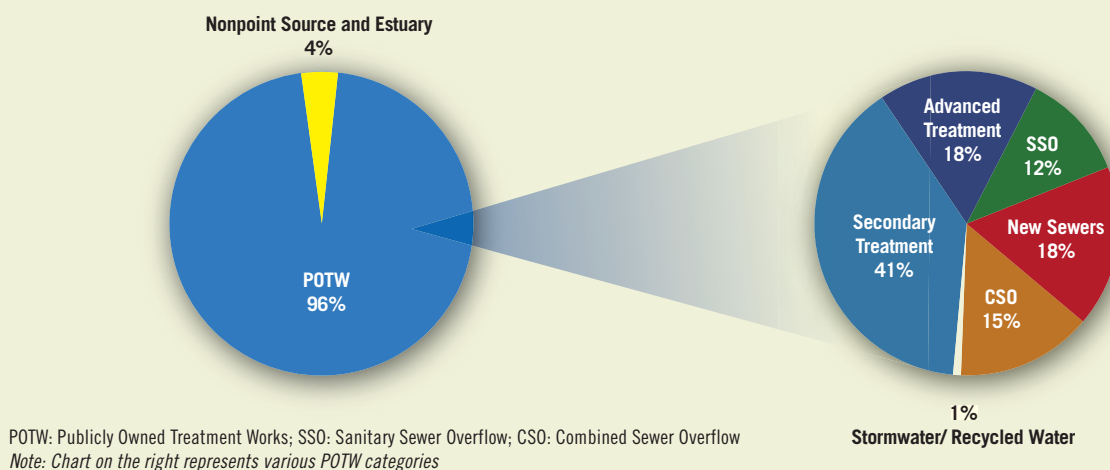 Nonpoint Source and Estuary
4%
POTW
96%
Advanced
Treatment
18%
SSO
12%
New Sewers
18%
CSO
15%
Secondary
Treatment
41%
1%
Stormwater/ Recycled Water
POTW: Publicly Owned Treatment Works; SSO: Sanitary Sewer Overflow; CSO: Combined Sewer Overflow
Note: Chart on the right represents various POTW categories